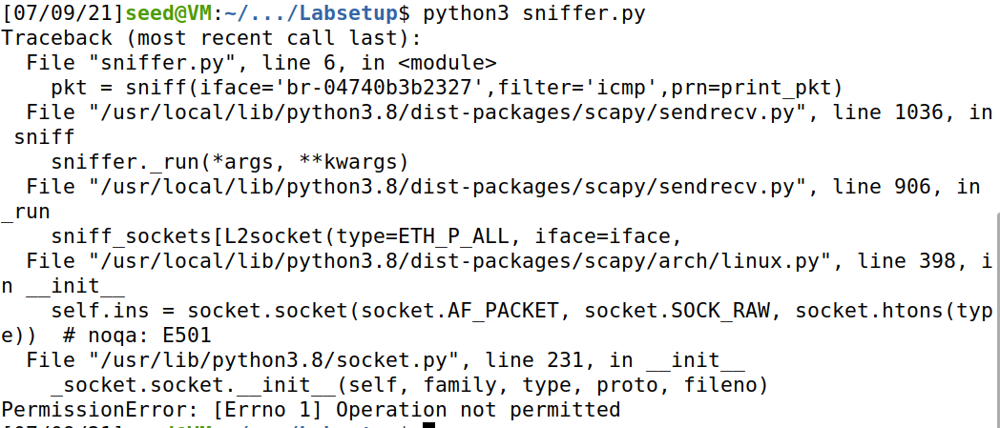 [07/09/21]seed@VM:~/.../Labsetup$ python3 sniffer.py
Traceback (most recent call last):
  File "sniffer.py", line 6, in <module>
    pkt = sniff(iface='br-04740b3b2327',filter='icmp',prn=print_pkt)
  File "/usr/local/lib/python3.8/dist-packages/scapy/sendrecv.py", line 1036, in
 sniff
    sniffer._run(*args, **kwargs)
  File "/usr/local/lib/python3.8/dist-packages/scapy/sendrecv.py", line 906, in
_run
    sniff_sockets[L2socket(type=ETH_P_ALL, iface=iface,
  File "/usr/local/lib/python3.8/dist-packages/scapy/arch/linux.py", line 398, i
n __init__
    self.ins = socket.socket(socket.AF_PACKET, socket.SOCK_RAW, socket.htons(typ
e))  # noqa: E501
  File "/usr/lib/python3.8/socket.py", line 231, in __init__
    _socket.socket.__init__(self, family, type, proto, fileno)
PermissionError: [Errno 1] Operation not permitted
[07/09/21]seed@VM:~/.../Labsetup$